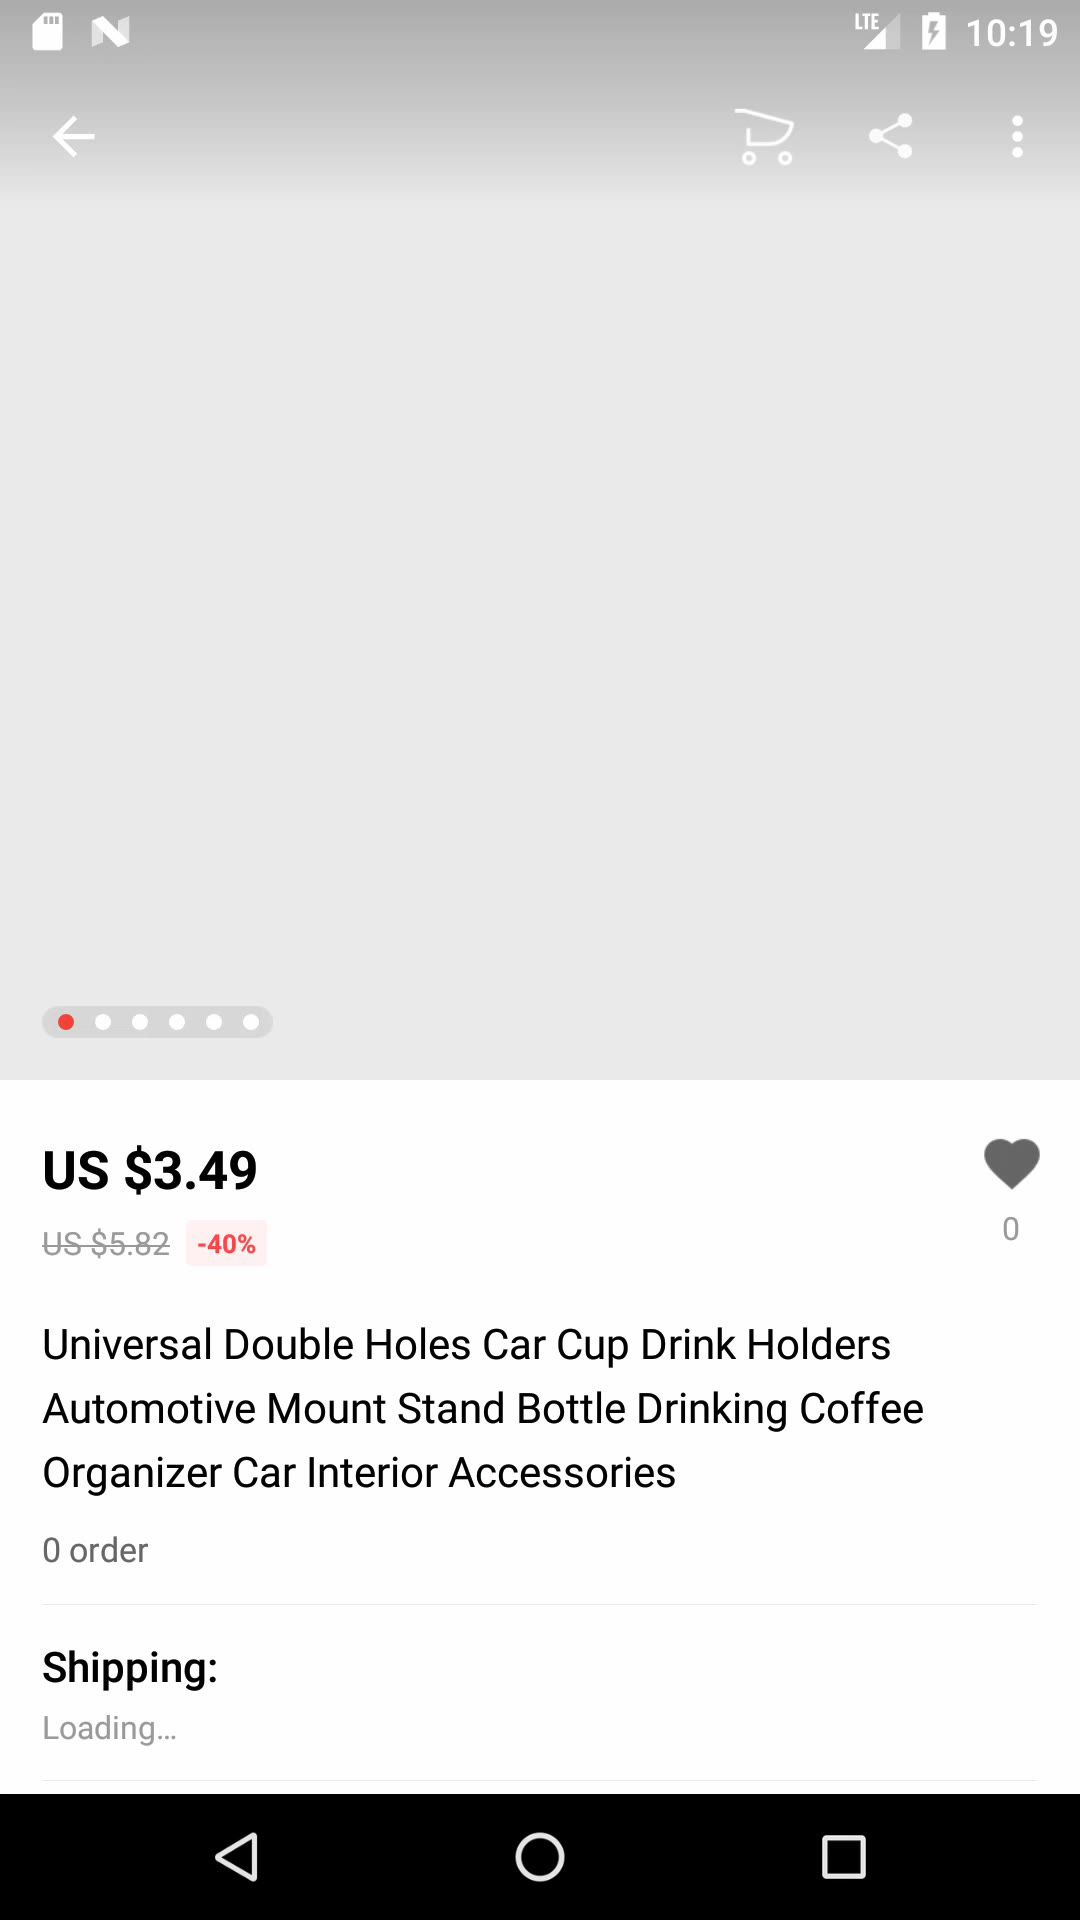 LTE 10:19
US $3.49
US $5.82 -40%
0
Universal Double Holes Car Cup Drink Holders
Automotive Mount Stand Bottle Drinking Coffee
Organizer Car Interior Accessories
0 order
Shipping:
Loading...